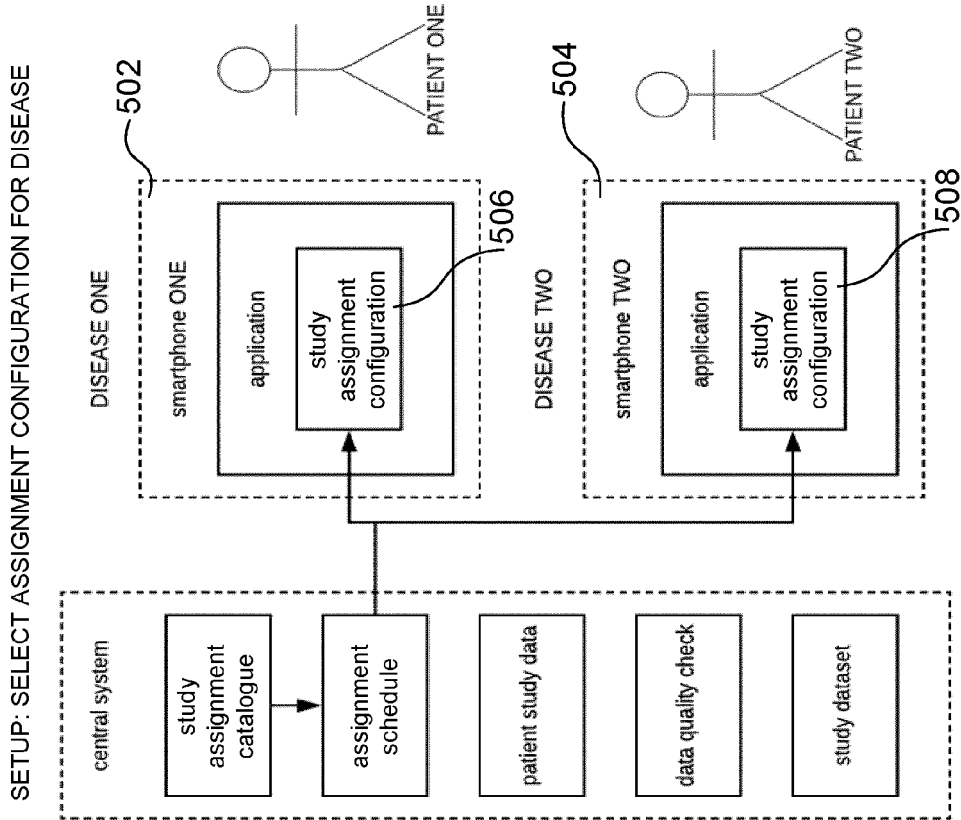 SETUP: SELECT ASSIGNMENT CONFIGURATION FOR DISEASE
central system
study
assignment
catalogue
assignment
schedule
patient study data
data quality check
study dataset
DISEASE ONE
502
smartphone ONE
application
study
assignment
configuration
506
PATIENT ONE
DISEASE TWO
504
smartphone TWO
application
study
assignment
configuration
508
PATIENT TWO